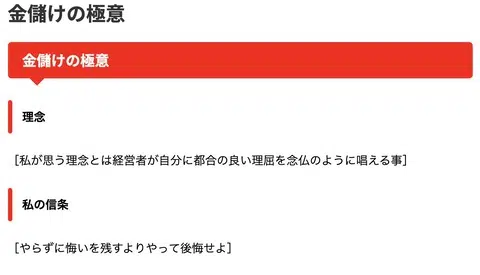 金儲けの極意
金儲けの極意
理念
［私が思う理念とは経営者が自分に都合の良い理屈を念仏のように唱える事］
私の信条
［やらずに悔いを残すよりやって後悔せよ］